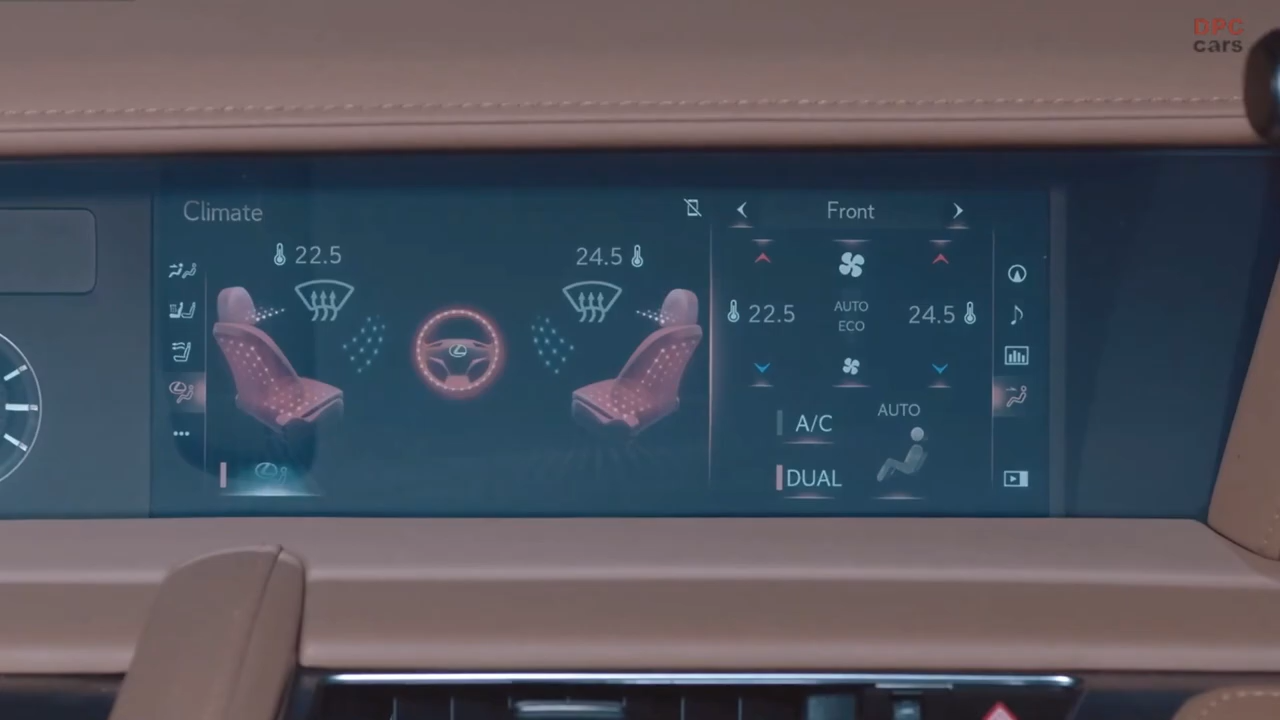 DPC
cars
Climate
Front
22.5
24.5
22.5
AUTO
ECO
24.5
A/C
AUTO
DUAL